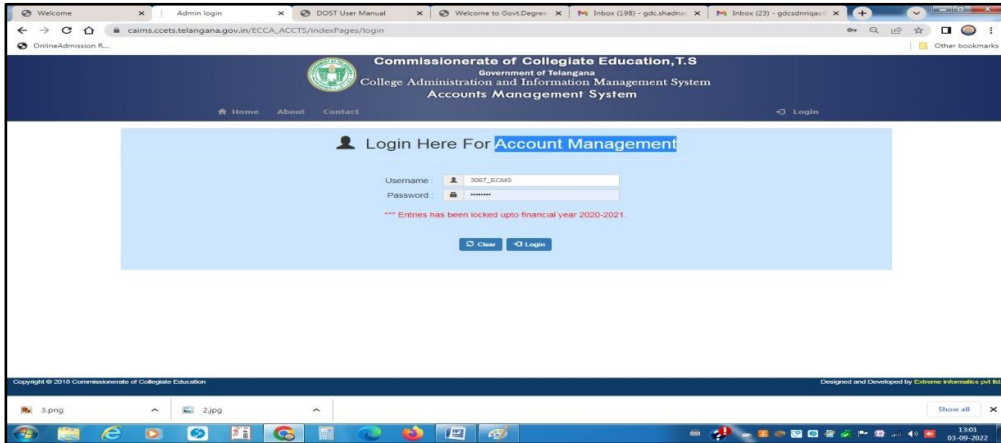 Welcome
Admin login
DOST User Manual
Welcome to Govt.Degree
Inbox (198) - gdc.shadna
Inbox (23) - gdcsdnriqac
caims.ccets.telangana.gov.in/ECCA_ACCTS/indexPages/login
OnlineAdmission R...
Other bookmarks
Commissionerate of Collegiate Education,T.S
Government of Telangana
College Administration and Information Management System
Accounts Management System
Home About Contact
Login
Login Here For Account Management
Username : 3067_ECMS
Password : ••••••••
*** Entries has been locked upto financial year 2020-2021.
Clear Login
Copyright © 2018 Commissionerate of Collegiate Education
Designed and Developed by Extreme informatics pvt ltd.
3.png
2.jpg
Show all
13:01
03-09-2022